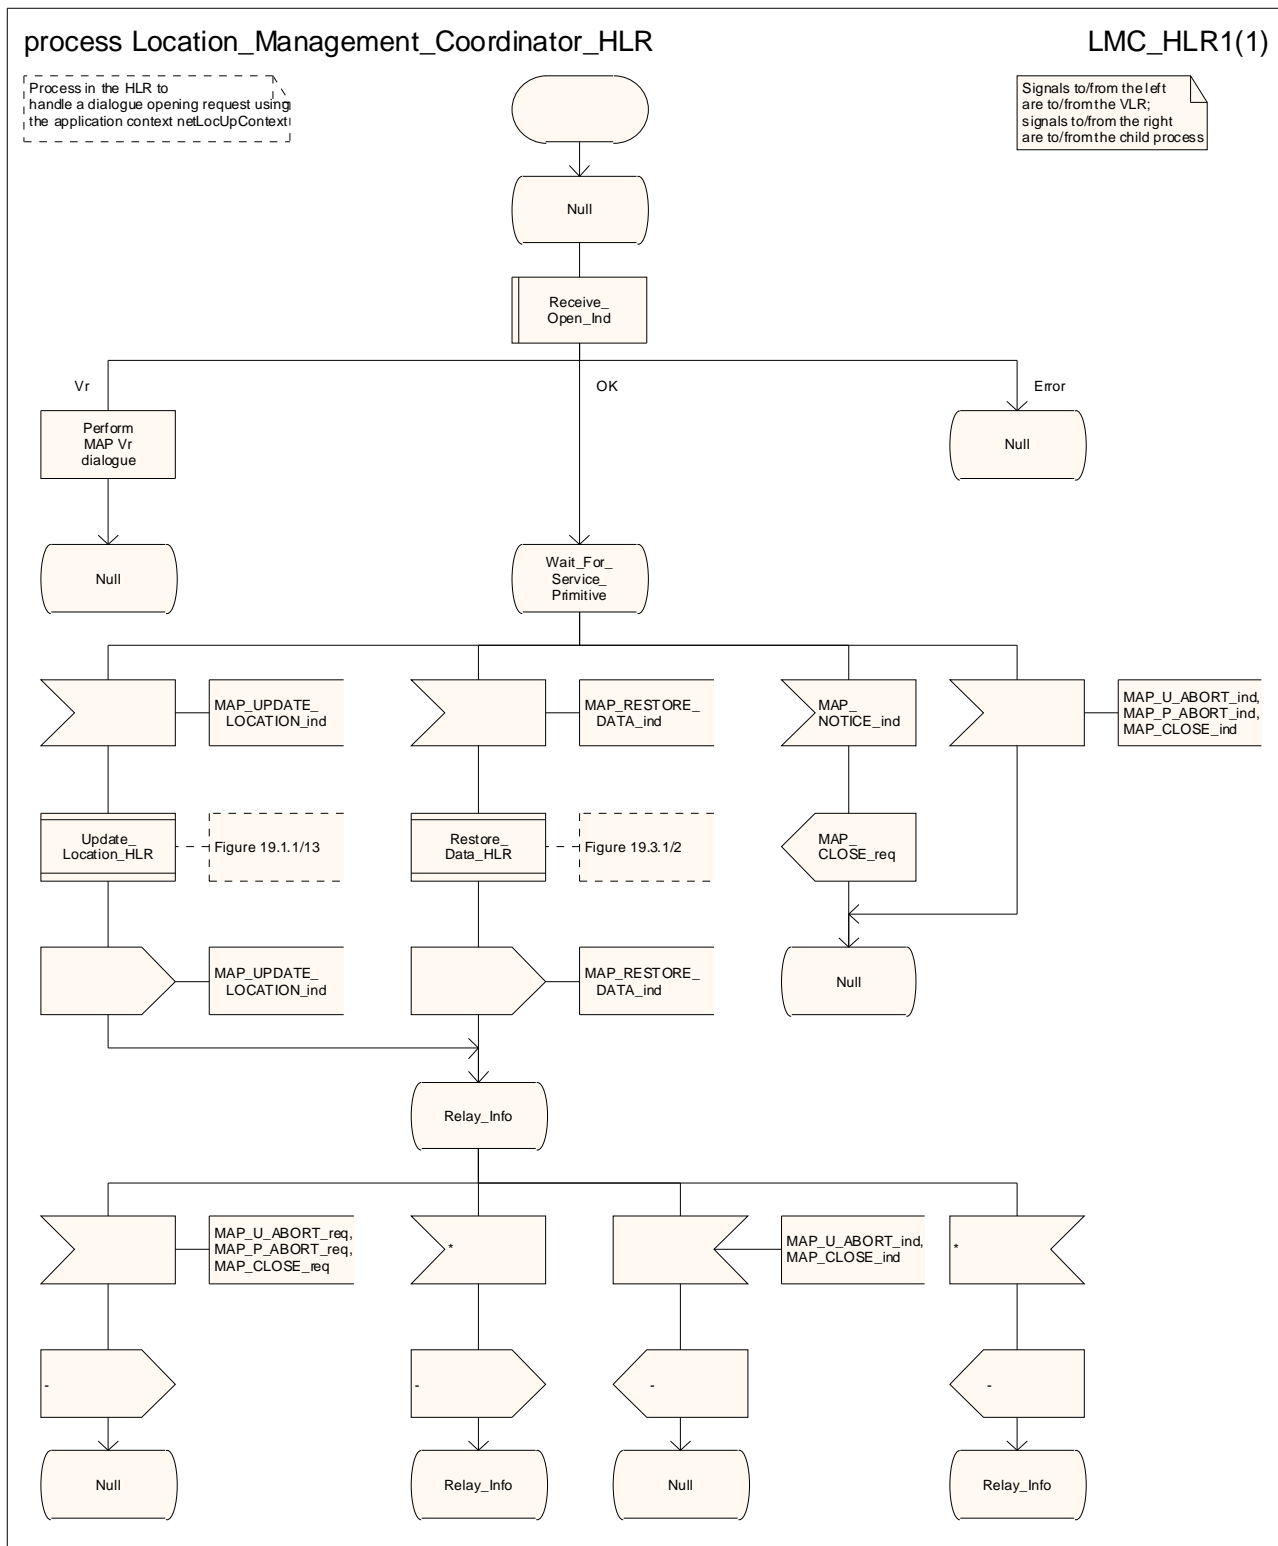 process Location_Management_Coordinator_HLR
LMC_HLR1(1)
Process in the HLR to
handle a dialogue opening request using
the application context netLocUpContext
Signals to/from the left
are to/from the VLR;
signals to/from the right
are to/from the child process
Null
Receive_
Open_Ind
Vr
OK
Error
Perform
MAP Vr
dialogue
Null
Null
Wait_For_
Service_
Primitive
MAP_UPDATE_
LOCATION_ind
MAP_RESTORE_
DATA_ind
MAP_
NOTICE_ind
MAP_U_ABORT_ind,
MAP_P_ABORT_ind,
MAP_CLOSE_ind
Update_
Location_HLR
Figure 19.1.1/13
Restore_
Data_HLR
Figure 19.3.1/2
MAP_
CLOSE_req
MAP_UPDATE_
LOCATION_ind
MAP_RESTORE_
DATA_ind
Null
Relay_Info
MAP_U_ABORT_req,
MAP_P_ABORT_req,
MAP_CLOSE_req
*
MAP_U_ABORT_ind,
MAP_CLOSE_ind
*
-
-
-
-
Null
Relay_Info
Null
Relay_Info